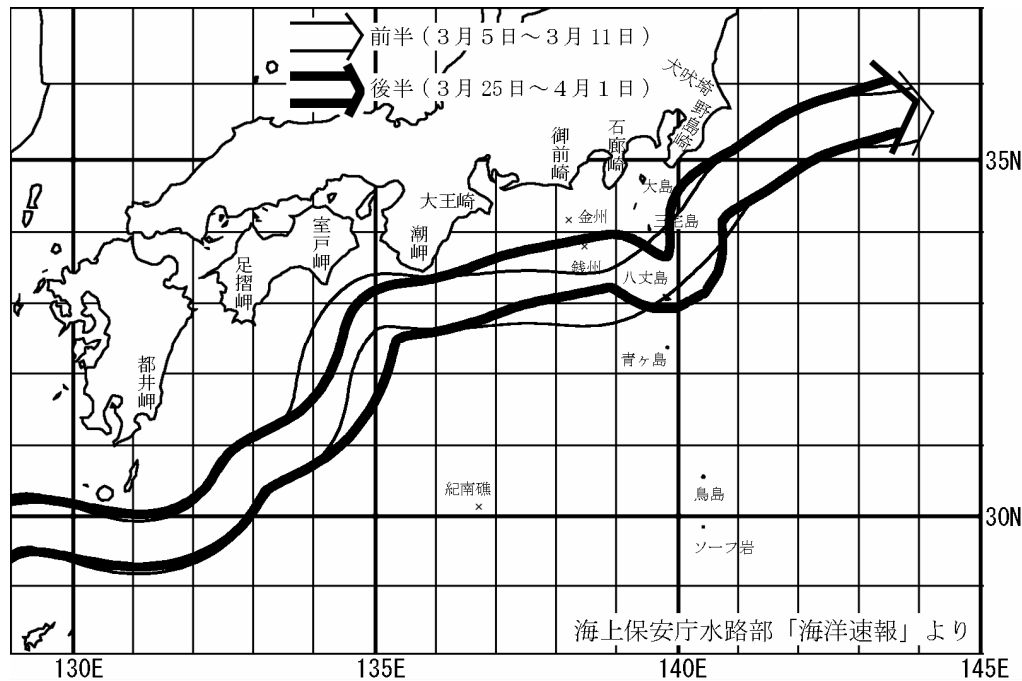 前半（３月５日～３月11日）
後半（３月25日～４月１日）
犬吠埼
野島崎
石廊崎
御前崎
35N
大島
大王崎
金州
三宅島
室戸岬
潮岬
足摺岬
銭州
八丈島
青ヶ島
都井岬
紀南礁
鳥島
30N
ソーフ岩
海上保安庁水路部「海洋速報」より
130E
135E
140E
145E